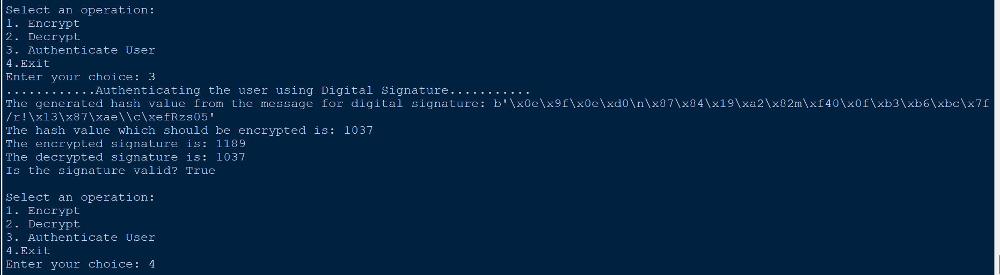 Select an operation:
1. Encrypt
2. Decrypt
3. Authenticate User
4.Exit
Enter your choice: 3
............Authenticating the user using Digital Signature...........
The generated hash value from the message for digital signature: b'\x0e\x9f\x0e\xd0\n\x87\x84\x19\xa2\x82m\xf40\x0f\xb3\xb6\xbc\x7f
/r!\x13\x87\xae\\c\xefRzs05'
The hash value which should be encrypted is: 1037
The encrypted signature is: 1189
The decrypted signature is: 1037
Is the signature valid? True
Select an operation:
1. Encrypt
2. Decrypt
3. Authenticate User
4.Exit
Enter your choice: 4